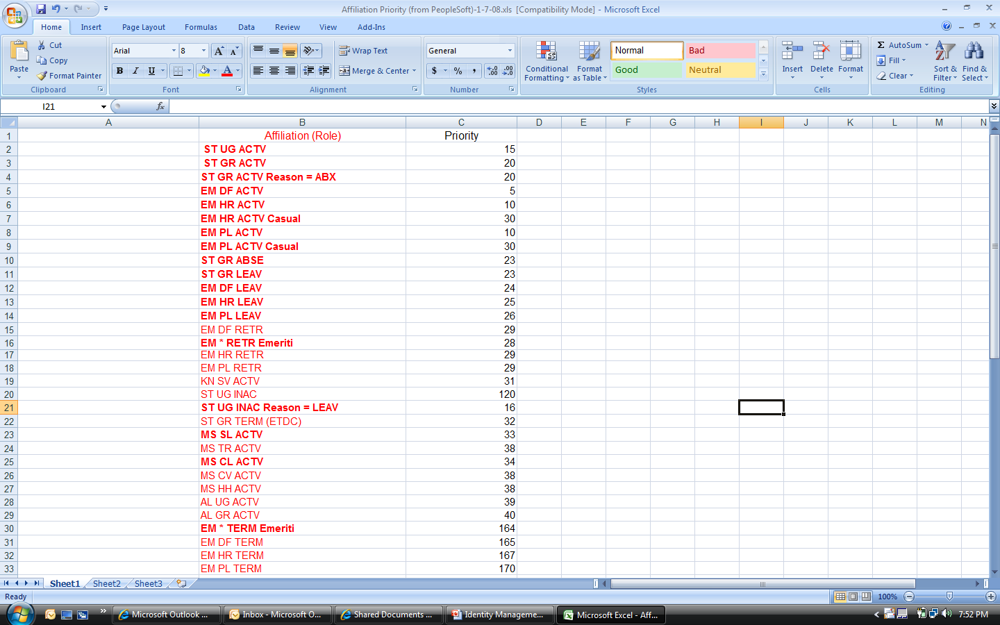 Affiliation Priority (from PeopleSoft)-1-7-08.xls [Compatibility Mode] - Microsoft Excel
Home Insert Page Layout Formulas Data Review View Add-Ins
Paste
Cut
Copy
Format Painter
Clipboard
Arial 8
B I U
Font
Wrap Text
Merge & Center
Alignment
General
$ % ,
Number
Conditional Formatting
Format as Table
Normal Bad
Good Neutral
Styles
Insert Delete Format
Cells
Σ AutoSum
Fill
Clear
Sort & Filter
Find & Select
Editing
I21 fx
A B C D E F G H I J K L M N
1 Affiliation (Role) Priority
2 ST UG ACTV 15
3 ST GR ACTV 20
4 ST GR ACTV Reason = ABX 20
5 EM DF ACTV 5
6 EM HR ACTV 10
7 EM HR ACTV Casual 30
8 EM PL ACTV 10
9 EM PL ACTV Casual 30
10 ST GR ABSE 23
11 ST GR LEAV 23
12 EM DF LEAV 24
13 EM HR LEAV 25
14 EM PL LEAV 26
15 EM DF RETR 29
16 EM * RETR Emeriti 28
17 EM HR RETR 29
18 EM PL RETR 29
19 KN SV ACTV 31
20 ST UG INAC 120
21 ST UG INAC Reason = LEAV 16
22 ST GR TERM (ETDC) 32
23 MS SL ACTV 33
24 MS TR ACTV 38
25 MS CL ACTV 34
26 MS CV ACTV 38
27 MS HH ACTV 38
28 AL UG ACTV 39
29 AL GR ACTV 40
30 EM * TERM Emeriti 164
31 EM DF TERM 165
32 EM HR TERM 167
33 EM PL TERM 170
Sheet1 Sheet2 Sheet3
Ready 100%
Microsoft Outlook ... Inbox - Microsoft O... Shared Documents ... Identity Manageme... Microsoft Excel - Aff... 7:52 PM